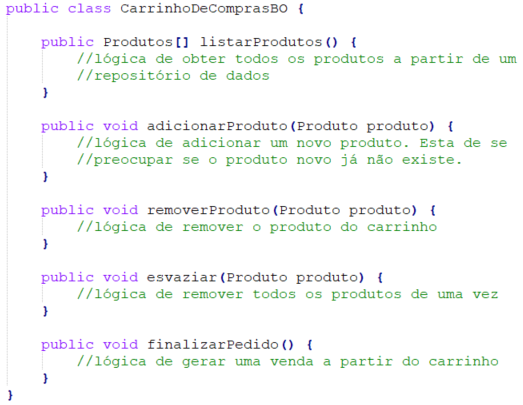 public class CarrinhoDeComprasBO {
public Produtos[] listarProdutos() {
//lógica de obter todos os produtos a partir de um
//repositório de dados
}
public void adicionarProduto(Produto produto) {
//lógica de adicionar um novo produto. Esta de se
//preocupar se o produto novo já não existe.
}
public void removerProduto(Produto produto) {
//lógica de remover o produto do carrinho
}
public void esvaziar(Produto produto) {
//lógica de remover todos os produtos de uma vez
}
public void finalizarPedido() {
//lógica de gerar uma venda a partir do carrinho
}
}